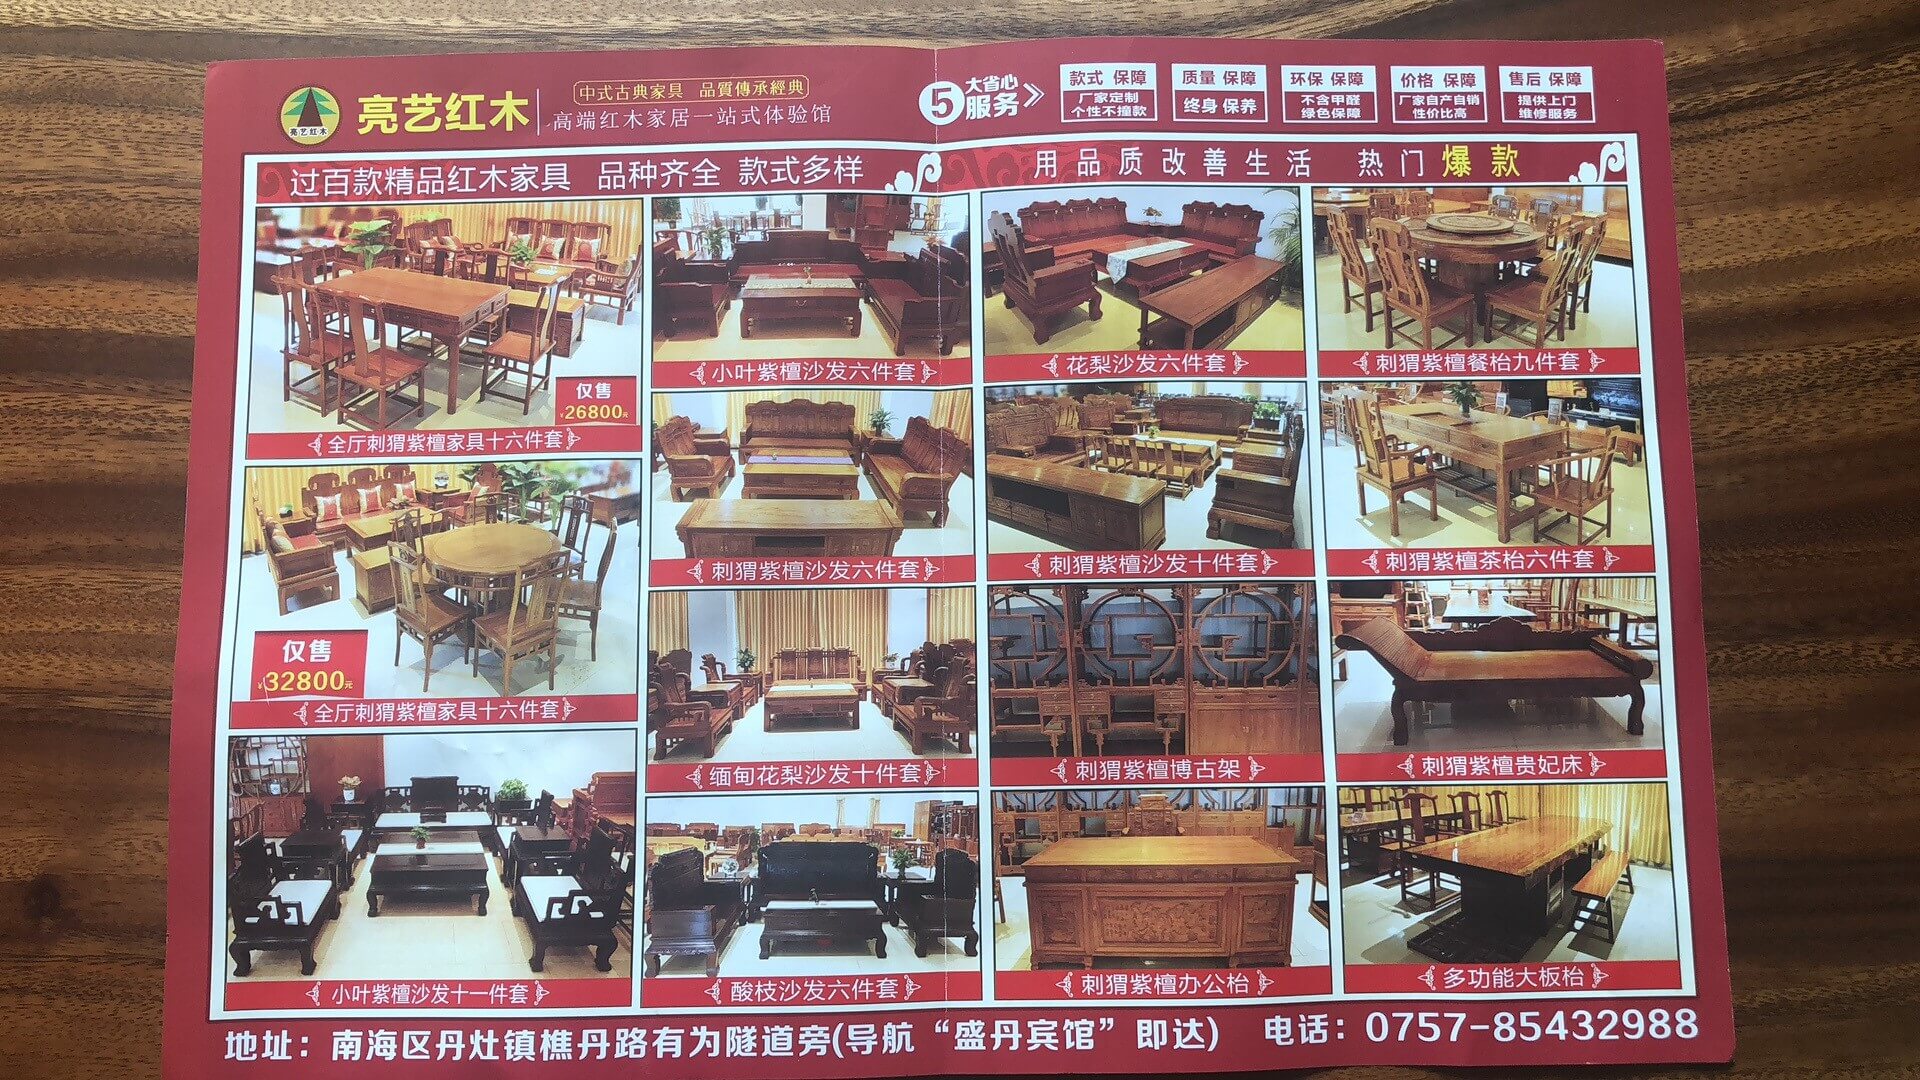 亮艺红木
亮艺红木
中式古典家具 品質傳承經典
高端红木家居一站式体验馆
5大省心服务
款式 保障
厂家定制
个性不撞款
质量 保障
终身 保养
环保 保障
不含甲醛
绿色保障
价格 保障
厂家自产自销
性价比高
售后 保障
提供上门
维修服务
过百款精品红木家具 品种齐全 款式多样
用品质改善生活 热门爆款
仅售
¥26800元
全厅刺猬紫檀家具十六件套
小叶紫檀沙发六件套
花梨沙发六件套
刺猬紫檀餐枱九件套
仅售
¥32800元
全厅刺猬紫檀家具十六件套
刺猬紫檀沙发六件套
刺猬紫檀沙发十件套
刺猬紫檀茶枱六件套
缅甸花梨沙发十件套
刺猬紫檀博古架
刺猬紫檀贵妃床
小叶紫檀沙发十一件套
酸枝沙发六件套
刺猬紫檀办公枱
多功能大板枱
地址：南海区丹灶镇樵丹路有为隧道旁(导航“盛丹宾馆”即达) 电话：0757-85432988